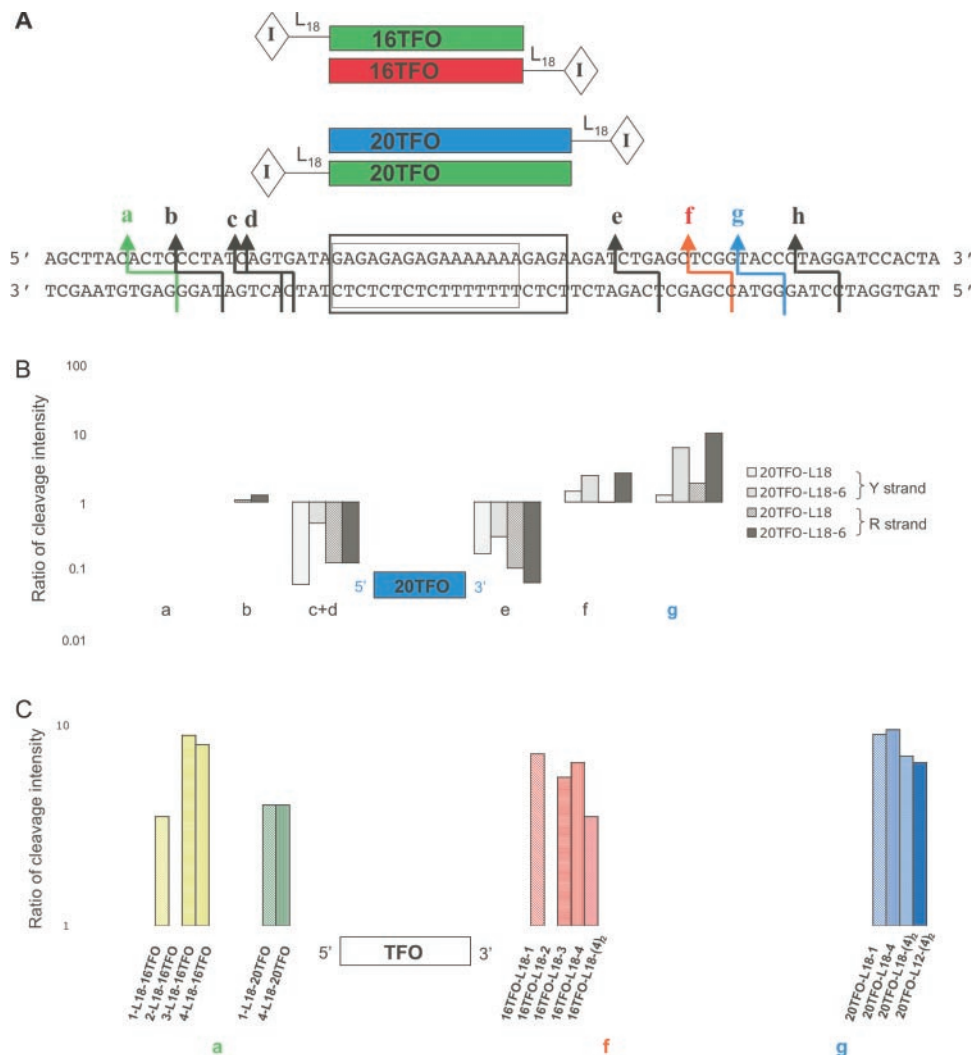 A
L18
I
16TFO
16TFO
L18
I
20TFO
L18
I
L18
I
20TFO
a b c d e f g h
5' AGCTTACACTCCCTATCAGTGATAGAGAGAGAGAAAAAAAGAGAAGATCTGAGCTCGGTACCCTAGGATCCACTA 3'
3' TCGAATGTGAGGGATAGTCACTATCTCTCTCTCTTTTTTTCTCTTCTAGACTCGAGCCATGGGATCCTAGGTGAT 5'
B
Ratio of cleavage intensity
100
10
1
0.1
0.01
20TFO-L18
20TFO-L18-6
Y strand
20TFO-L18
20TFO-L18-6
R strand
5' 20TFO 3'
a b c+d e f g
C
Ratio of cleavage intensity
10
1
5' TFO 3'
1-L18-16TFO
2-L18-16TFO
3-L18-16TFO
4-L18-16TFO
1-L18-20TFO
4-L18-20TFO
16TFO-L18-1
16TFO-L18-2
16TFO-L18-3
16TFO-L18-4
16TFO-L18-(4)2
20TFO-L18-1
20TFO-L18-4
20TFO-L18-(4)2
20TFO-L12-(4)2
a f g